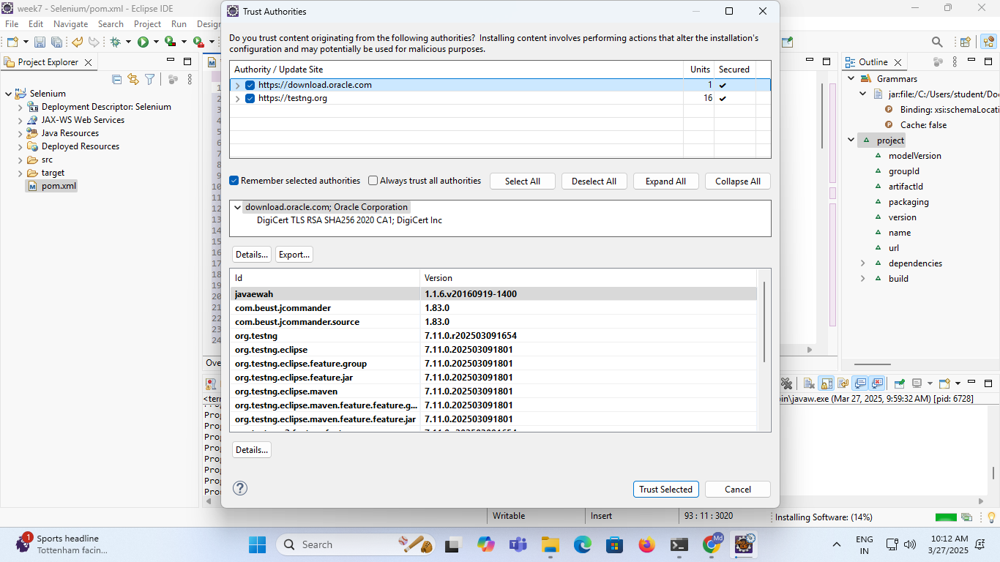 week7 - Selenium/pom.xml - Eclipse IDE
File Edit Navigate Search Project Run Desig
Project Explorer
Selenium
Deployment Descriptor: Selenium
JAX-WS Web Services
Java Resources
Deployed Resources
src
target
pom.xml
1
2
3
4
5
6
7
8
9
10
11
12
13
14
15
16
17
18
19
20
21
22
23
24
Ove
<ter
Prog
Prog
Prog
Prog
Prog
Prog
Prog
Trust Authorities
Do you trust content originating from the following authorities? Installing content involves performing actions that alter the installation's
configuration and may potentially be used for malicious purposes.
Authority / Update Site Units Secured
https://download.oracle.com 1
https://testng.org 16
Remember selected authorities Always trust all authorities Select All Deselect All Expand All Collapse All
download.oracle.com; Oracle Corporation
DigiCert TLS RSA SHA256 2020 CA1; DigiCert Inc
Details... Export...
Id Version
javaewah 1.1.6.v20160919-1400
com.beust.jcommander 1.83.0
com.beust.jcommander.source 1.83.0
org.testng 7.11.0.r202503091654
org.testng.eclipse 7.11.0.202503091801
org.testng.eclipse.feature.group 7.11.0.202503091801
org.testng.eclipse.feature.jar 7.11.0.202503091801
org.testng.eclipse.maven 7.11.0.202503091801
org.testng.eclipse.maven.feature.feature.g... 7.11.0.202503091801
org.testng.eclipse.maven.feature.feature.jar 7.11.0.202503091801
Details...
Trust Selected Cancel
Outline
Grammars
jar:file:/C:/Users/student/Doc
Binding: xsi:schemaLocati
Cache: false
project
modelVersion
groupId
artifactId
packaging
version
name
url
dependencies
build
bin\javaw.exe (Mar 27, 2025, 9:59:32 AM) [pid: 6728]
Writable Insert 93 : 11 : 3020 Installing Software: (14%)
1
Sports headline
Tottenham facin...
Search
Md
ENG
IN
10:12 AM
3/27/2025